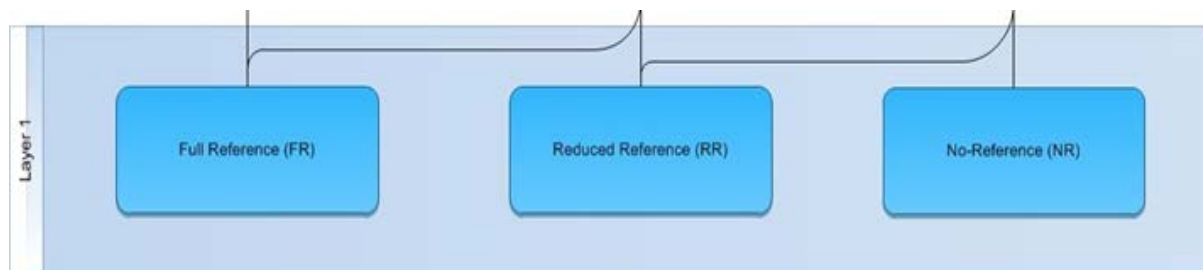 Layer 1
Full Reference (FR)
Reduced Reference (RR)
No-Reference (NR)